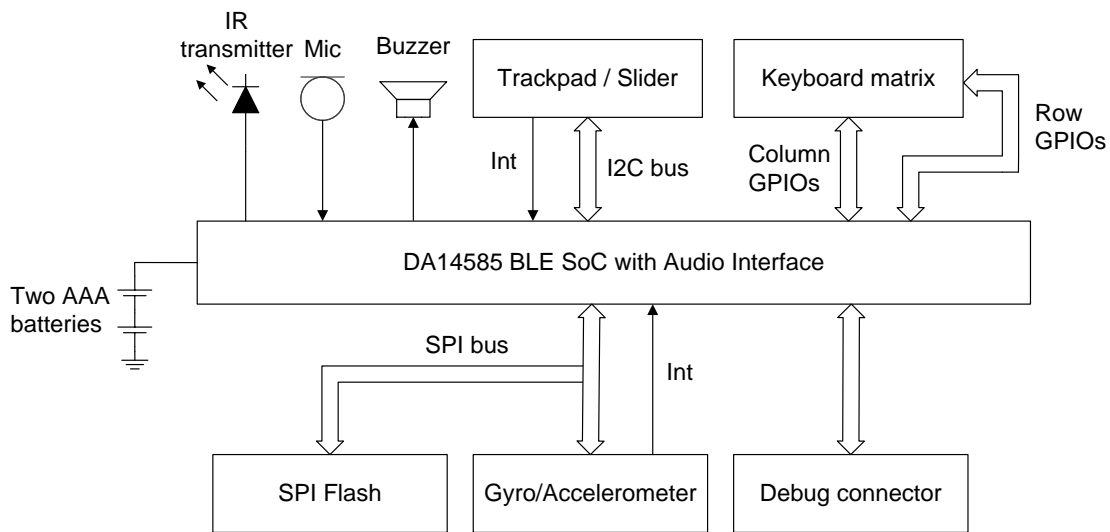 IR
transmitter
Mic
Buzzer
Trackpad / Slider
Keyboard matrix
Row
GPIOs
Int
I2C bus
Column
GPIOs
DA14585 BLE SoC with Audio Interface
Two AAA
batteries
SPI bus
Int
SPI Flash
Gyro/Accelerometer
Debug connector